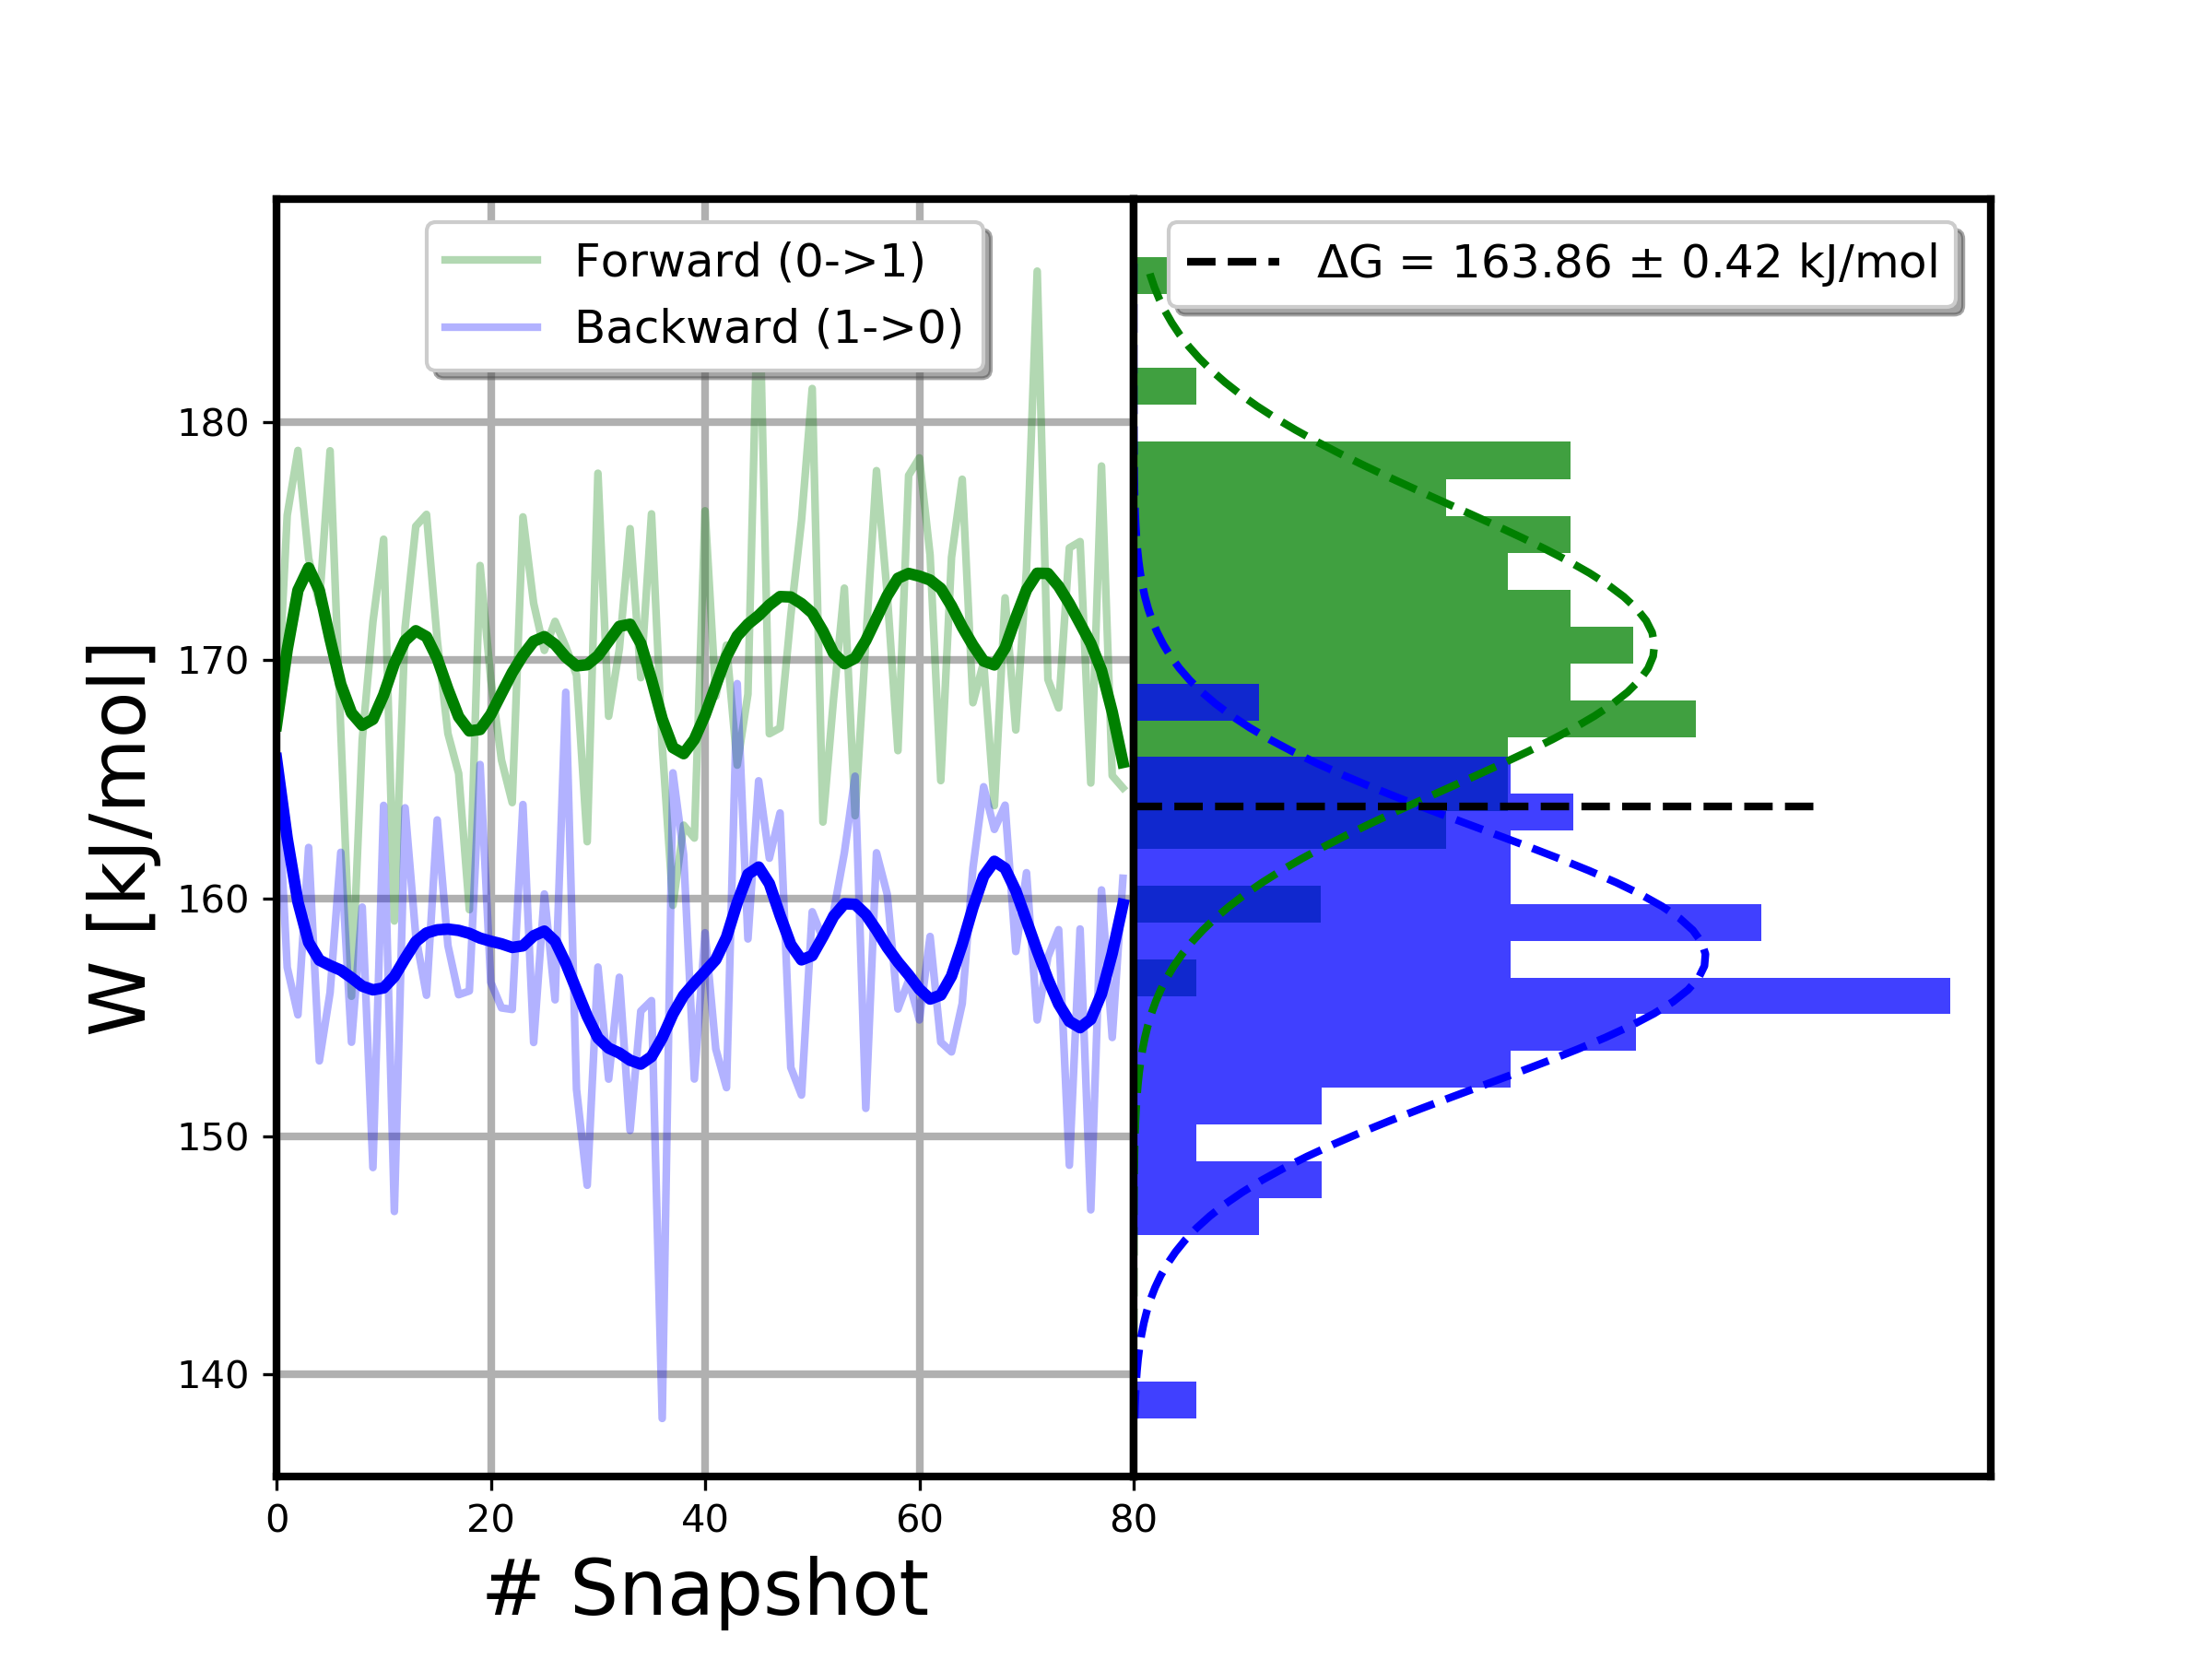 Forward (0->1)
Backward (1->0)
ΔG = 163.86 ± 0.42 kJ/mol
W [kJ/mol]
180
170
160
150
140
0 20 40 60 80
# Snapshot